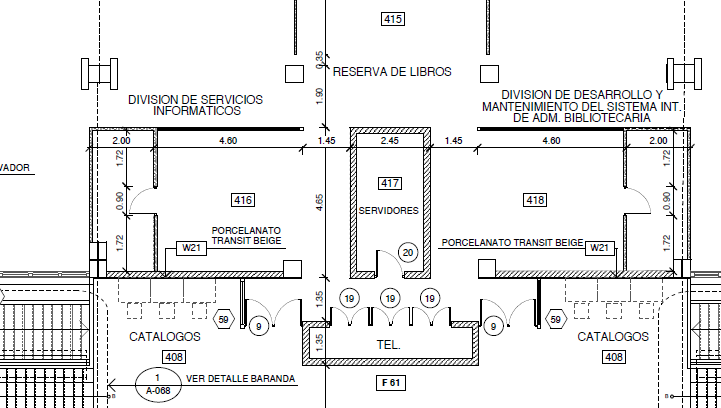 415
0.35
RESERVA DE LIBROS
1.90
DIVISION DE SERVICIOS
INFORMATICOS
DIVISION DE DESARROLLO Y
MANTENIMIENTO DEL SISTEMA INT.
DE ADM. BIBLIOTECARIA
2.00
4.60
1.45
2.45
1.45
4.60
2.00
VADOR
1.72
1.72
0.90
0.90
4.65
417
SERVIDORES
416
418
PORCELANATO
TRANSIT BEIGE
W21
PORCELANATO TRANSIT BEIGE
W21
1.72
1.72
20
1.35
19
19
19
59
9
9
59
CATALOGOS
408
1.35
TEL.
CATALOGOS
408
1
A-068
VER DETALLE BARANDA
F 61
n
n